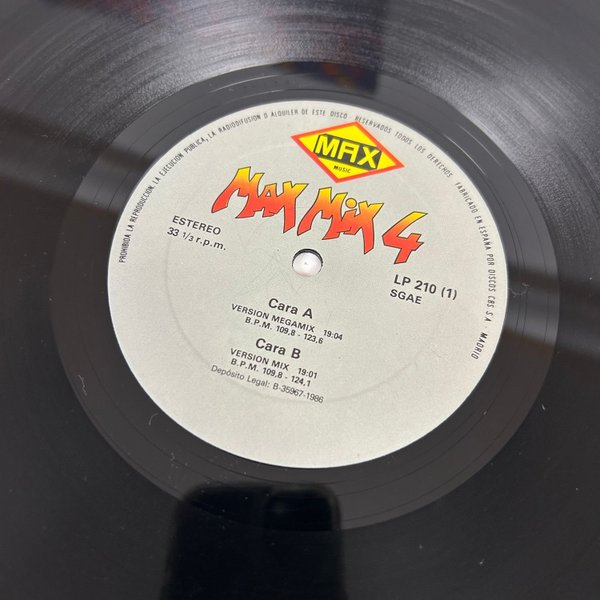 PROHIBIDA LA REPRODUCCION, LA EJECUCION PUBLICA, LA RADIODIFUSION O ALQUILER DE ESTE DISCO - RESERVADOS TODOS LOS DERECHOS - FABRICADO EN ESPAÑA POR DISCOS CBS, S.A. MADRID
MAX
MUSIC
MAX MIX 4
ESTEREO
33 1/3 r.p.m.
LP 210 (1)
SGAE
Cara A
VERSION MEGAMIX 19:04
B.P.M. 109,8 - 123,6
Cara B
VERSION MIX 19:01
B.P.M. 109,8 - 124,1
Depósito Legal: B-35967-1986